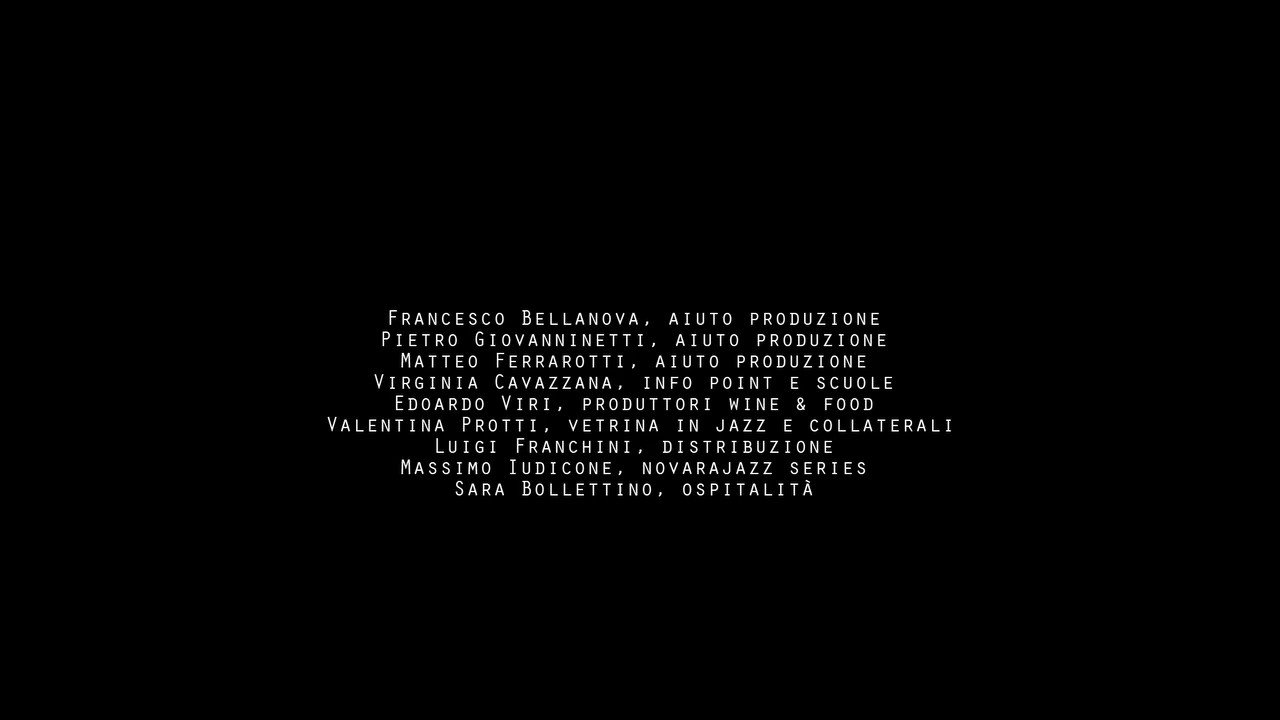 Francesco Bellanova, aiuto produzione
Pietro Giovanninetti, aiuto produzione
Matteo Ferrarotti, aiuto produzione
Virginia Cavazzana, info point e scuole
Edoardo Viri, produttori wine & food
Valentina Protti, vetrina in jazz e collaterali
Luigi Franchini, distribuzione
Massimo Iudicone, novarajazz series
Sara Bollettino, ospitalità